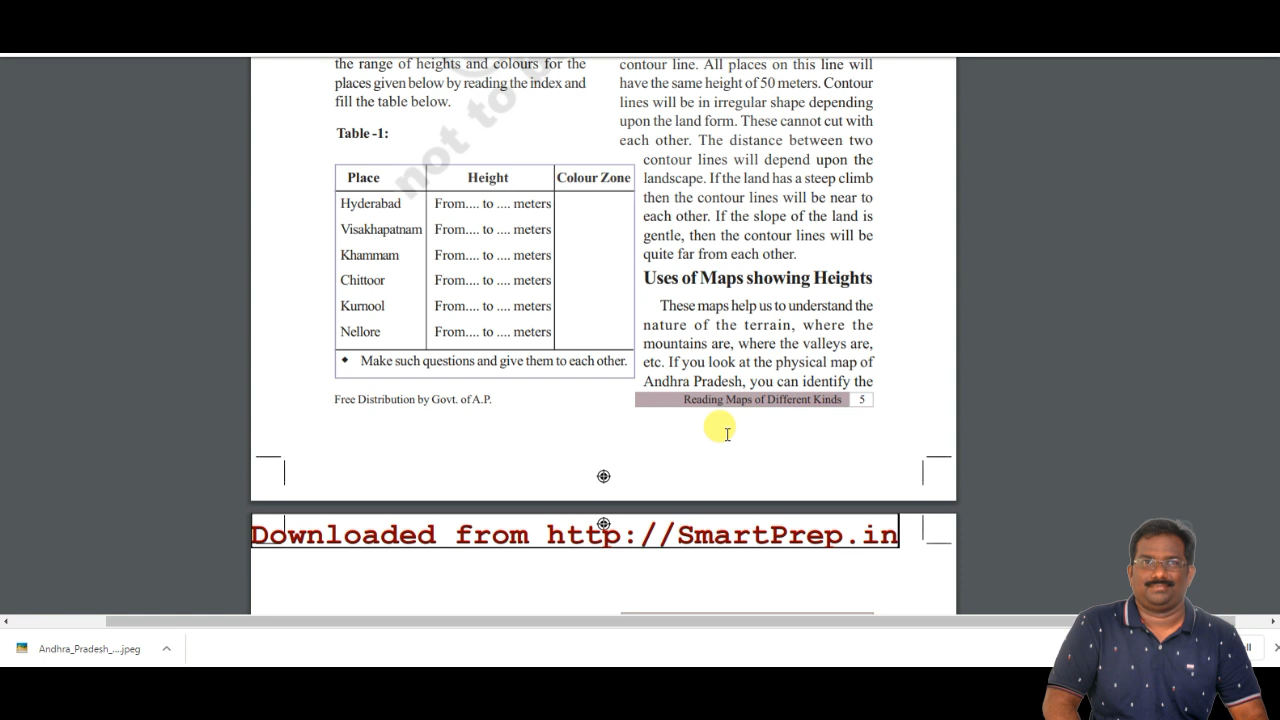 the range of heights and colours for the
places given below by reading the index and
fill the table below.
Table -1:
Place Height Colour Zone
Hyderabad From.... to .... meters
Visakhapatnam From.... to .... meters
Khammam From.... to .... meters
Chittoor From.... to .... meters
Kurnool From.... to .... meters
Nellore From.... to .... meters
◆ Make such questions and give them to each other.
Free Distribution by Govt. of A.P.
contour line. All places on this line will
have the same height of 50 meters. Contour
lines will be in irregular shape depending
upon the land form. These cannot cut with
each other. The distance between two
contour lines will depend upon the
landscape. If the land has a steep climb
then the contour lines will be near to
each other. If the slope of the land is
gentle, then the contour lines will be
quite far from each other.
Uses of Maps showing Heights
These maps help us to understand the
nature of the terrain, where the
mountains are, where the valleys are,
etc. If you look at the physical map of
Andhra Pradesh, you can identify the
Reading Maps of Different Kinds 5
not to
Downloaded from http://SmartPrep.in
Andhra_Pradesh_....jpeg